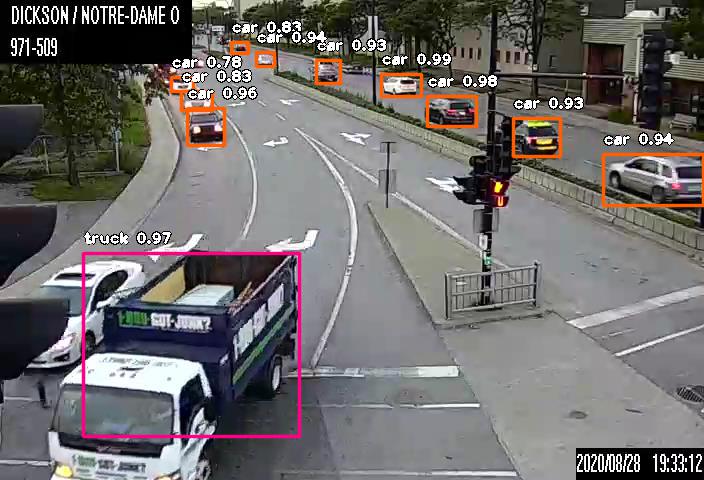 DICKSON / NOTRE-DAME O
971-509
car 0.83
car 0.94
car 0.93
car 0.99
car 0.98
car 0.93
car 0.94
car 0.78
car 0.83
car 0.96
truck 0.97
1-800-GOT-JUNK?
1-800-GOT-JUNK?
2020/08/28 19:33:12